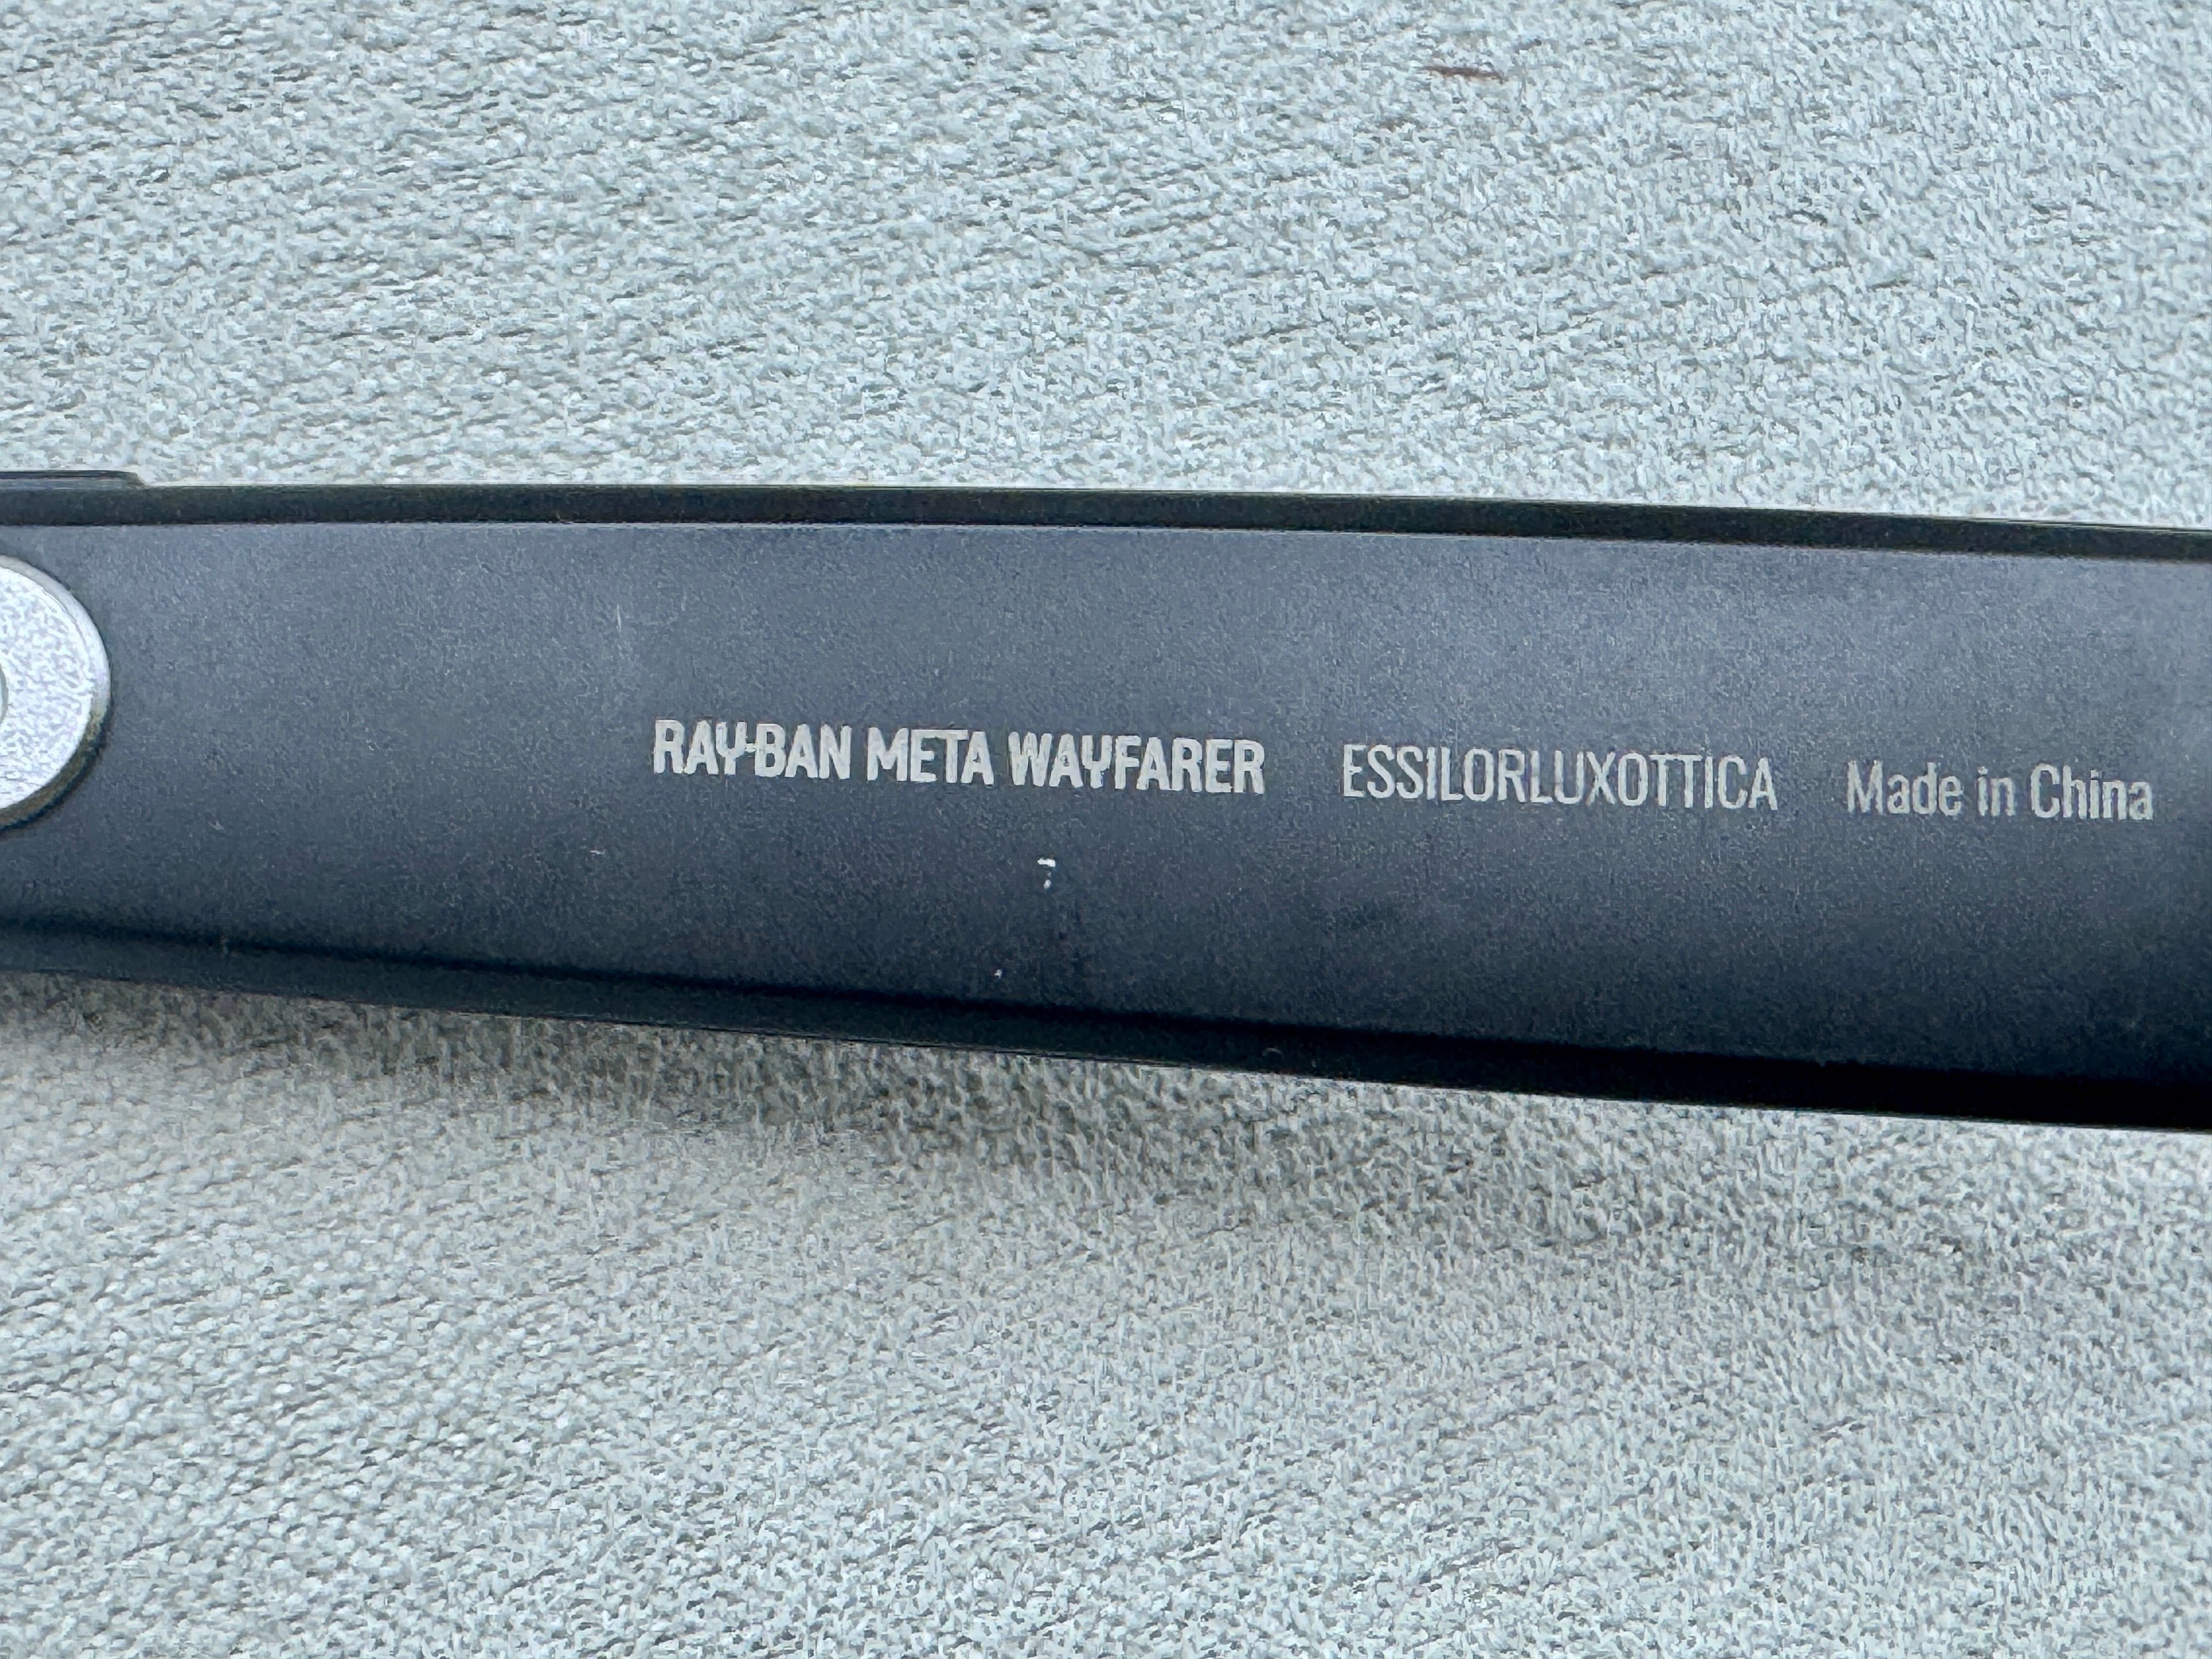 RAY-BAN META WAYFARER ESSILORLUXOTTICA Made in China